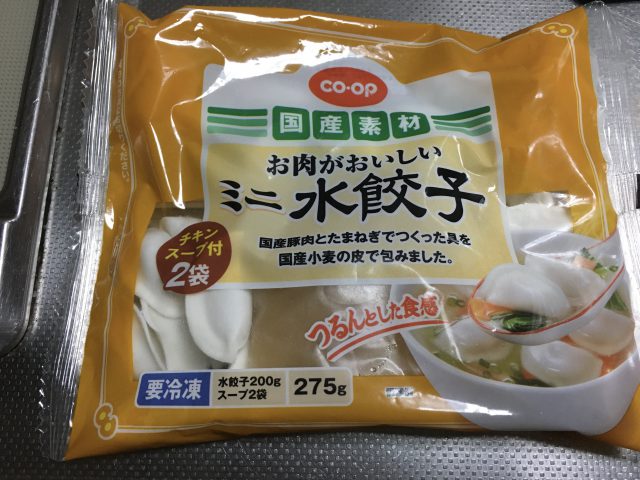 co-op
国産素材
お肉がおいしい
ミニ水餃子
国産豚肉とたまねぎでつくった具を
国産小麦の皮で包みました。
チキン
スープ付
2袋
つるんとした食感
要冷凍
水餃子200g
スープ2袋
275g